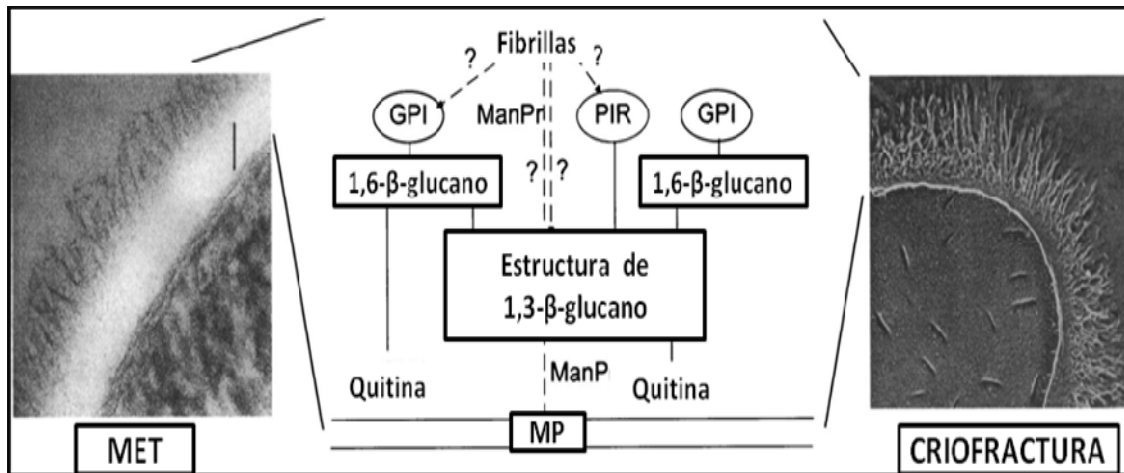 Fibrillas
? ?
GPI ManPr PIR GPI
1,6-β-glucano ? ? 1,6-β-glucano
Estructura de
1,3-β-glucano
Quitina ManP Quitina
MET MP CRIOFRACTURA